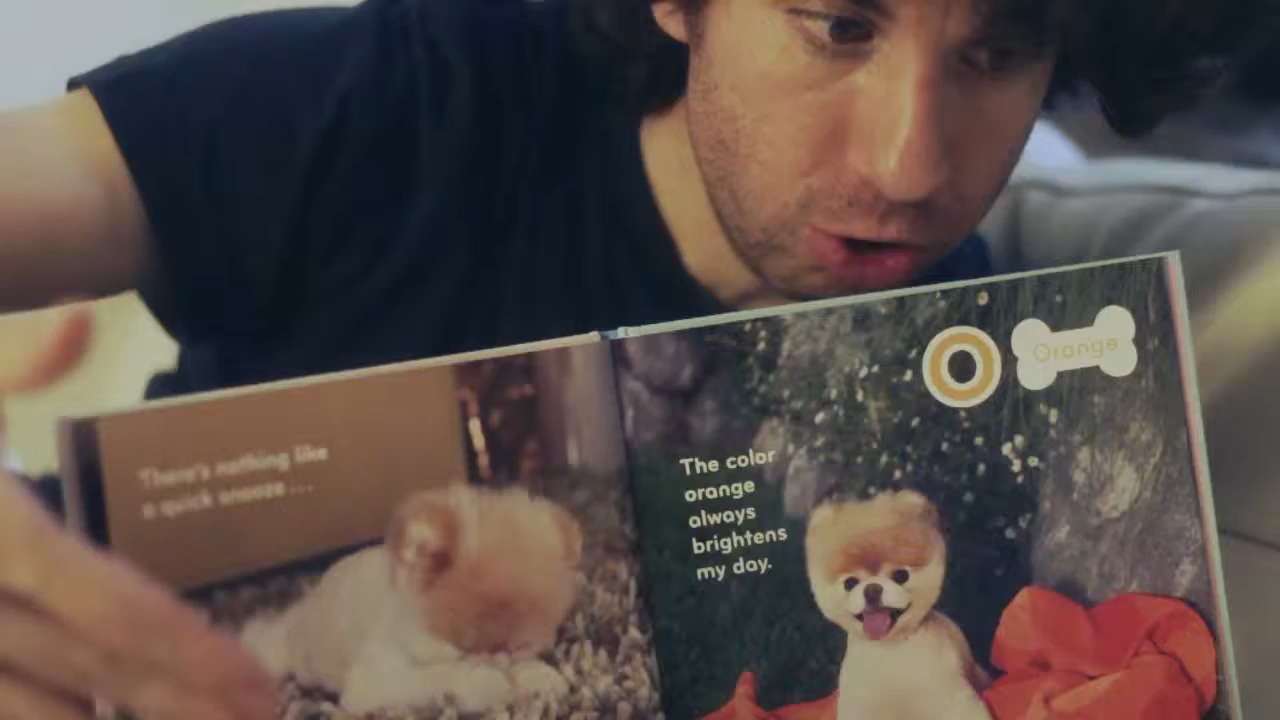 There's nothing like
a quick snooze...
O
Orange
The color
orange
always
brightens
my day.